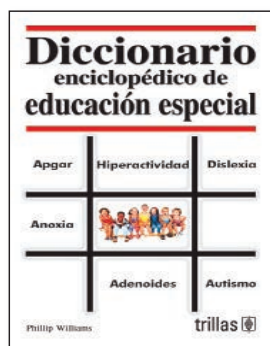 Diccionario
enciclopédico de
educación especial
Apgar
Hiperactividad
Dislexia
Anoxia
Adenoides
Autismo
Phillip Williams
trillas